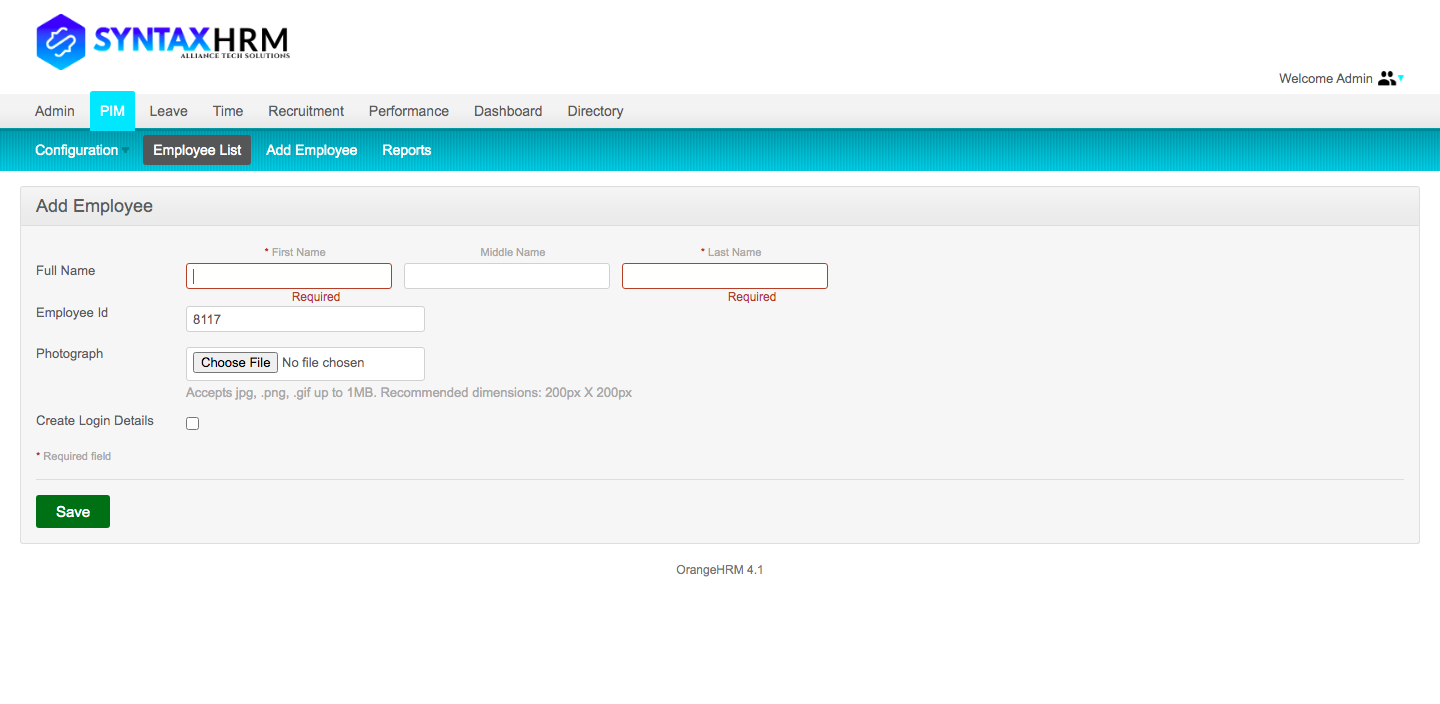 SYNTAXHRM
ALLIANCE TECH SOLUTIONS
Welcome Admin
Admin PIM Leave Time Recruitment Performance Dashboard Directory
Configuration Employee List Add Employee Reports
Add Employee
* First Name Middle Name * Last Name
Full Name
Required Required
Employee Id 8117
Photograph Choose File No file chosen
Accepts jpg, .png, .gif up to 1MB. Recommended dimensions: 200px X 200px
Create Login Details
* Required field
Save
OrangeHRM 4.1